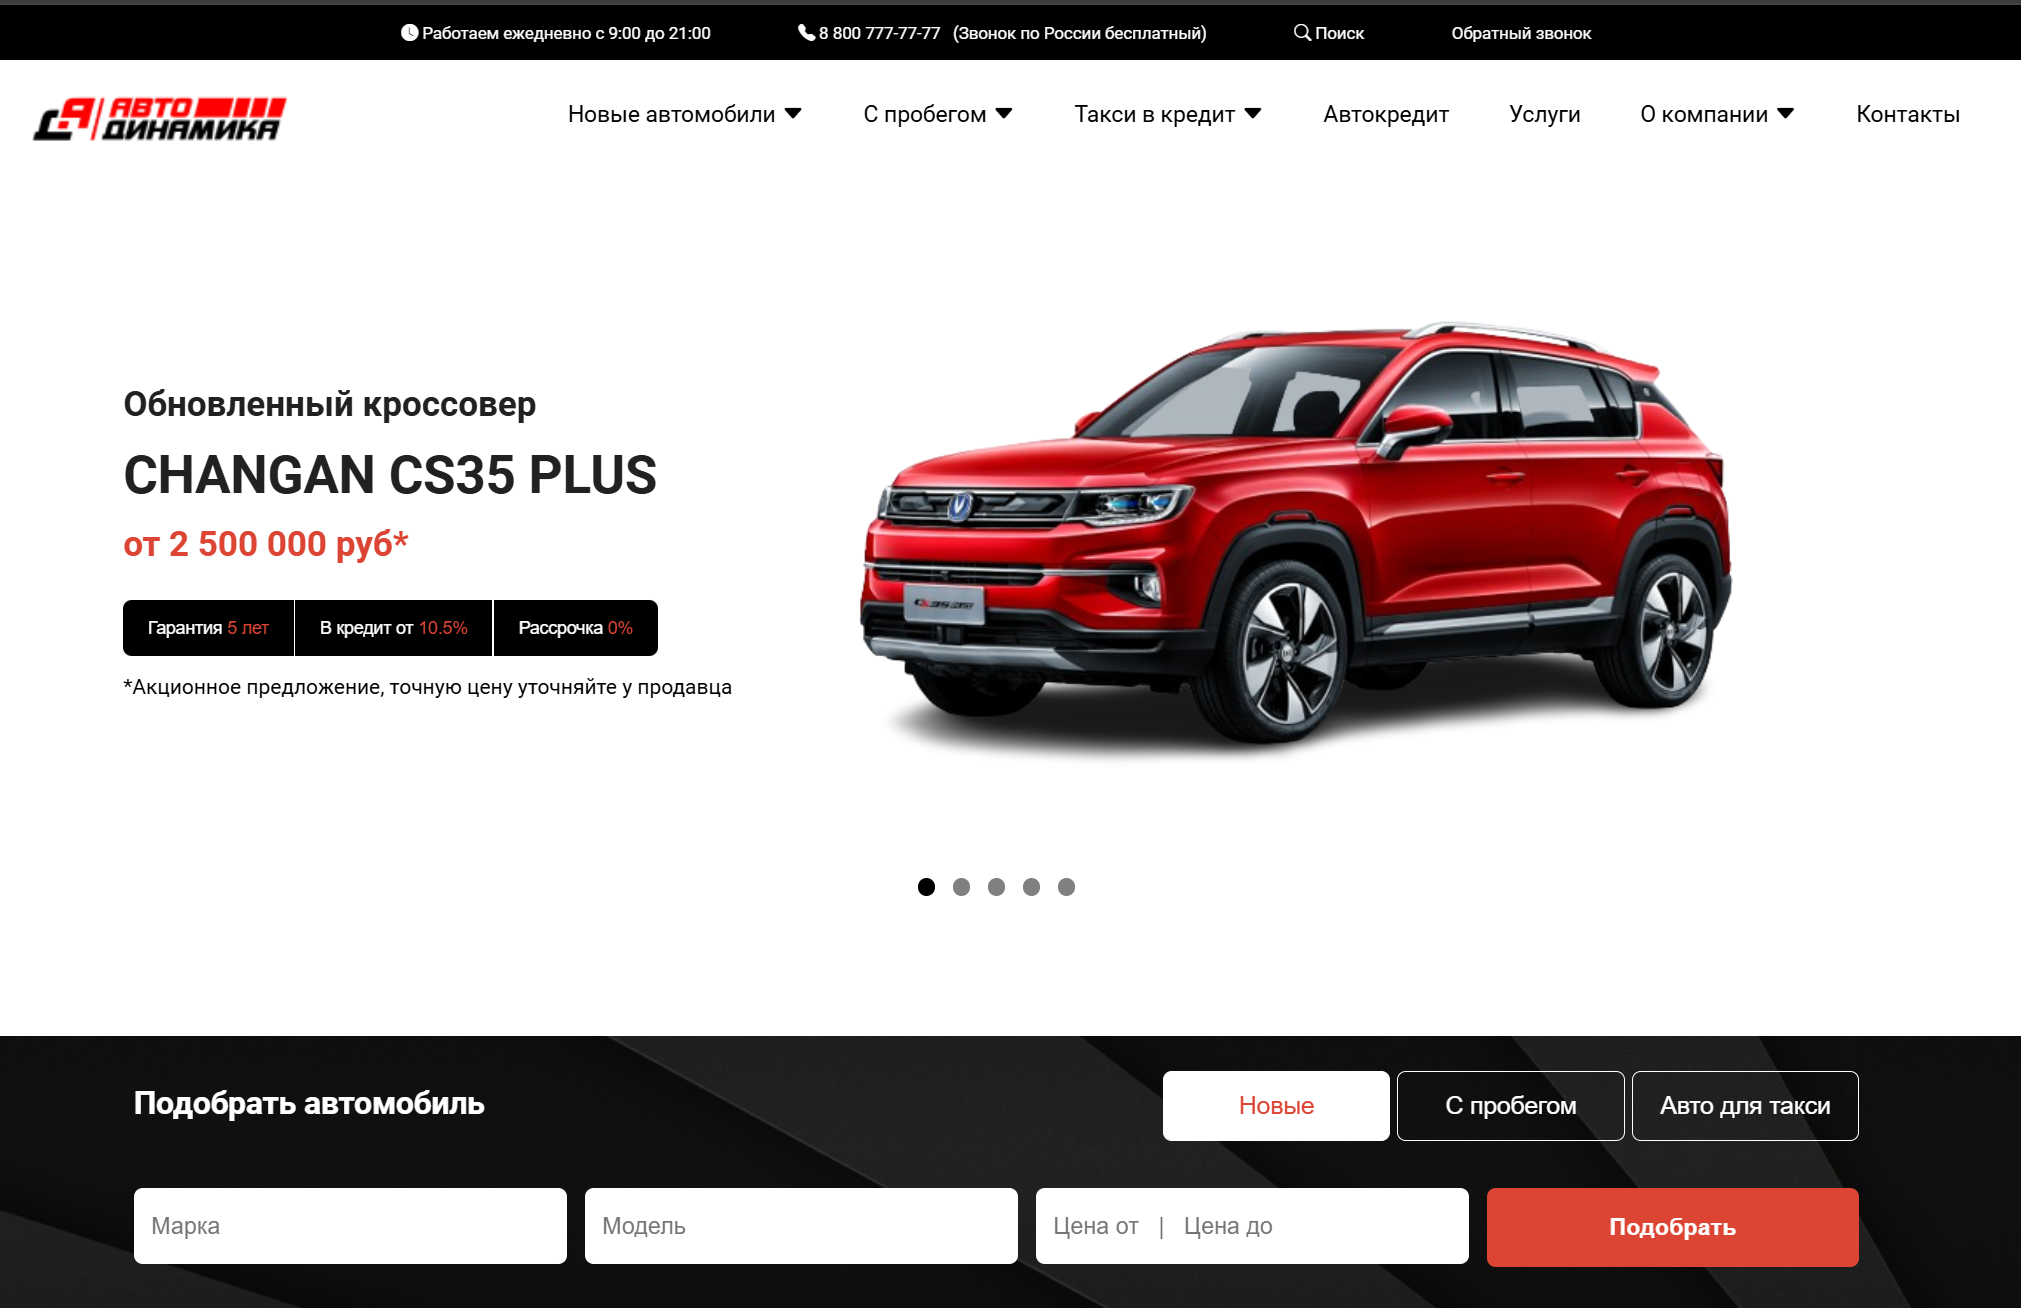 Работаем ежедневно с 9:00 до 21:00 8 800 777-77-77 (Звонок по России бесплатный) Поиск Обратный звонок
АВТО
ДИНАМИКА
Новые автомобили С пробегом Такси в кредит Автокредит Услуги О компании Контакты
Обновленный кроссовер
CHANGAN CS35 PLUS
от 2 500 000 руб*
Гарантия 5 лет В кредит от 10.5% Рассрочка 0%
*Акционное предложение, точную цену уточняйте у продавца
Подобрать автомобиль
Новые С пробегом Авто для такси
Марка Модель Цена от | Цена до Подобрать